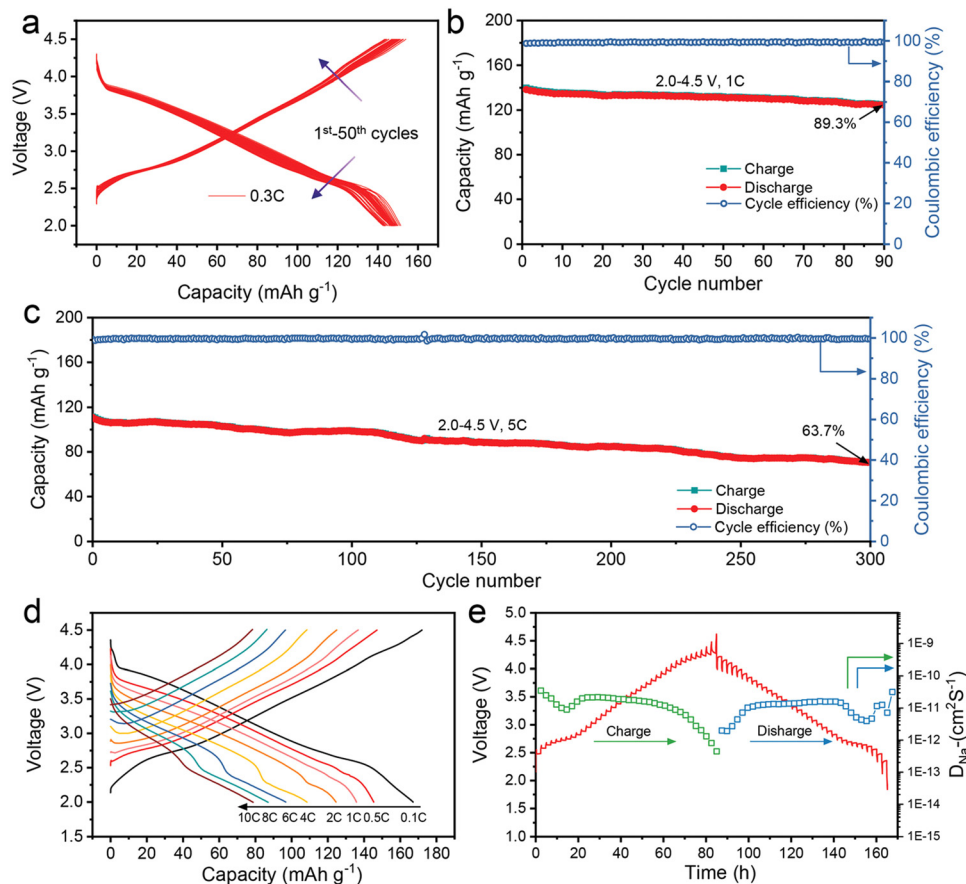 a
4.5
4.0
3.5
3.0
2.5
2.0
Voltage (V)
1st-50th cycles
0.3C
0 20 40 60 80 100 120 140 160
Capacity (mAh g-1)
b
200
160
120
80
40
0
Capacity (mAh g-1)
2.0-4.5 V, 1C
89.3%
Charge
Discharge
Cycle efficiency (%)
100
80
60
40
20
0
Coulombic efficiency (%)
0 10 20 30 40 50 60 70 80 90
Cycle number
c
200
160
120
80
40
0
Capacity (mAh g-1)
2.0-4.5 V, 5C
63.7%
Charge
Discharge
Cycle efficiency (%)
100
80
60
40
20
0
Coulombic efficiency (%)
0 50 100 150 200 250 300
Cycle number
d
4.5
4.0
3.5
3.0
2.5
2.0
1.5
Voltage (V)
10C 8C 6C 4C 2C 1C 0.5C 0.1C
0 20 40 60 80 100 120 140 160 180
Capacity (mAh g-1)
e
5.0
4.5
4.0
3.5
3.0
2.5
2.0
1.5
1.0
Voltage (V)
Charge
Disharge
1E-8
1E-9
1E-10
1E-11
1E-12
1E-13
1E-14
1E-15
DNa-(cm2S-1)
0 20 40 60 80 100 120 140 160
Time (h)